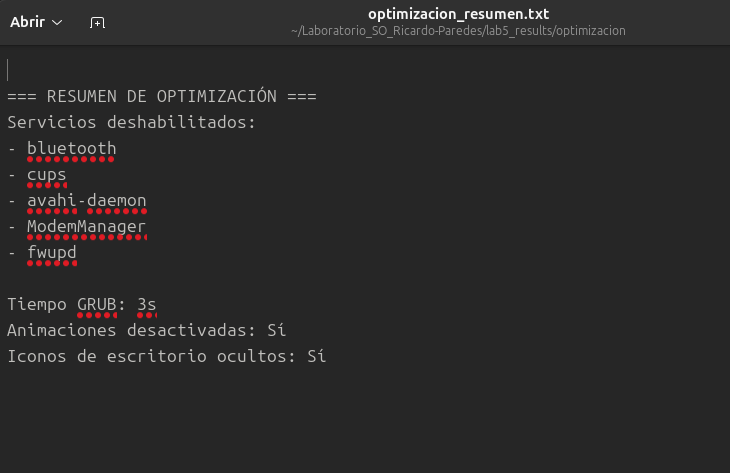 Abrir
optimizacion_resumen.txt
~/Laboratorio_SO_Ricardo-Paredes/lab5_results/optimizacion
=== RESUMEN DE OPTIMIZACIÓN ===
Servicios deshabilitados:
- bluetooth
- cups
- avahi-daemon
- ModemManager
- fwupd
Tiempo GRUB: 3s
Animaciones desactivadas: Sí
Iconos de escritorio ocultos: Sí